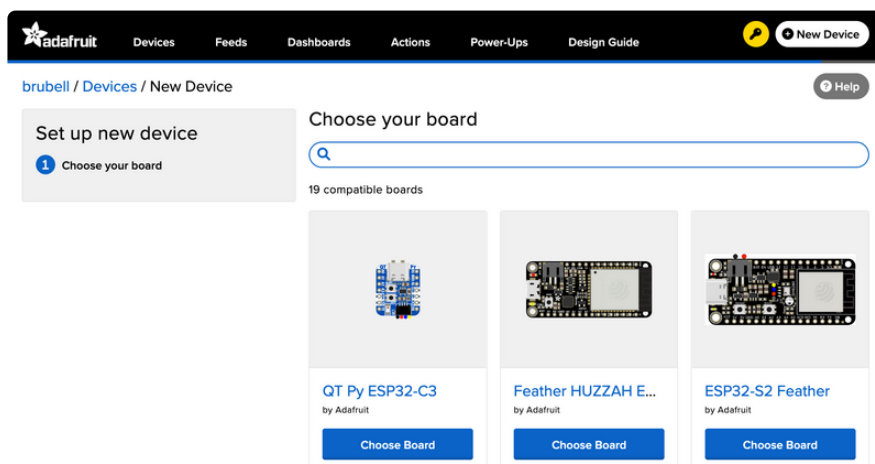 adafruit Devices Feeds Dashboards Actions Power-Ups Design Guide New Device
brubell / Devices / New Device Help
Set up new device
1 Choose your board
Choose your board
19 compatible boards
QT Py
QT Py ESP32-C3 Feather HUZZAH E... ESP32-S2 Feather
by Adafruit by Adafruit by Adafruit
Choose Board Choose Board Choose Board